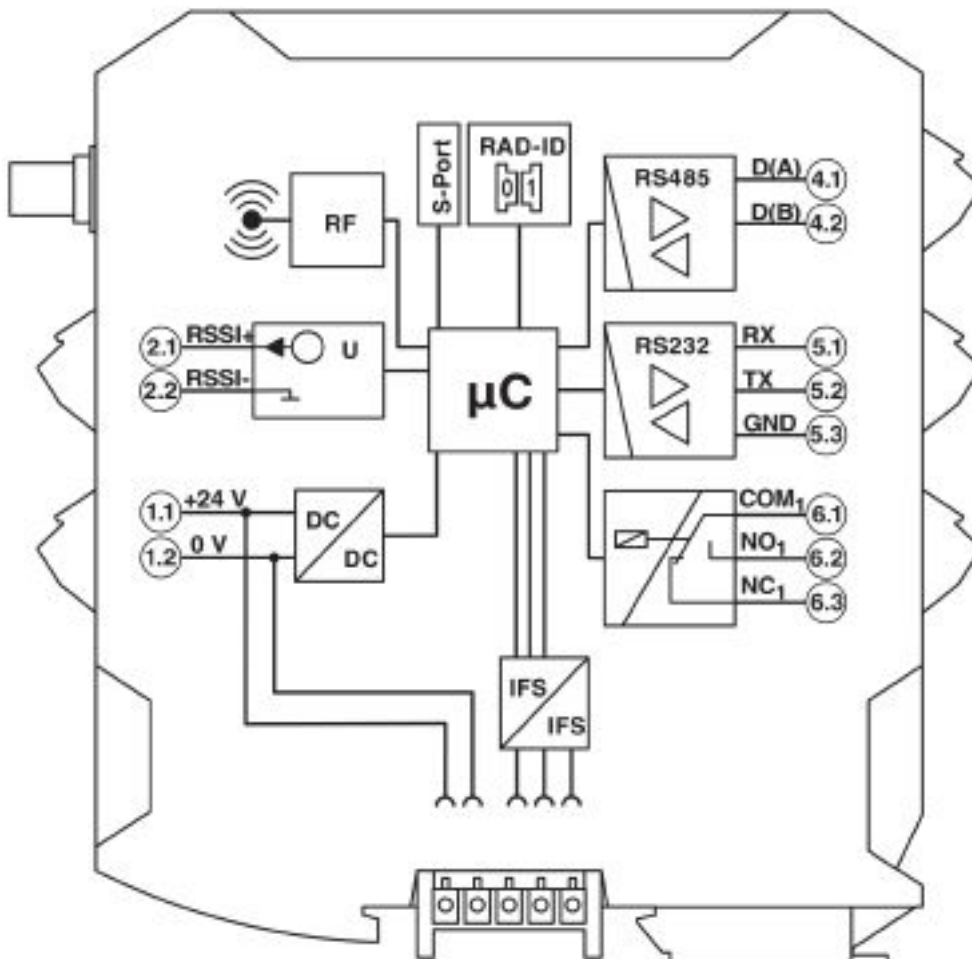 S-Port
RAD-ID
0 1
RF
RS485
D(A) 4.1
D(B) 4.2
2.1 RSSI+
2.2 RSSI-
U
µC
RS232
RX 5.1
TX 5.2
GND 5.3
1.1 +24 V
1.2 0 V
DC
DC
COM1 6.1
NO1 6.2
NC1 6.3
IFS
IFS